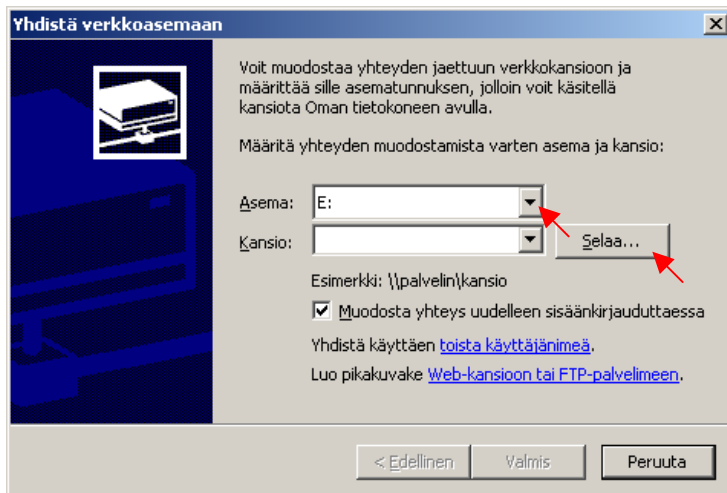 Yhdistä verkkoasemaan
Voit muodostaa yhteyden jaettuun verkkokansioon ja
määrittää sille asematunnuksen, jolloin voit käsitellä
kansiota Oman tietokoneen avulla.
Määritä yhteyden muodostamista varten asema ja kansio:
Asema: E:
Kansio: Selaa...
Esimerkki: \\palvelin\kansio
Muodosta yhteys uudelleen sisäänkirjauduttaessa
Yhdistä käyttäen toista käyttäjänimeä.
Luo pikakuvake Web-kansioon tai FTP-palvelimeen.
< Edellinen Valmis Peruuta